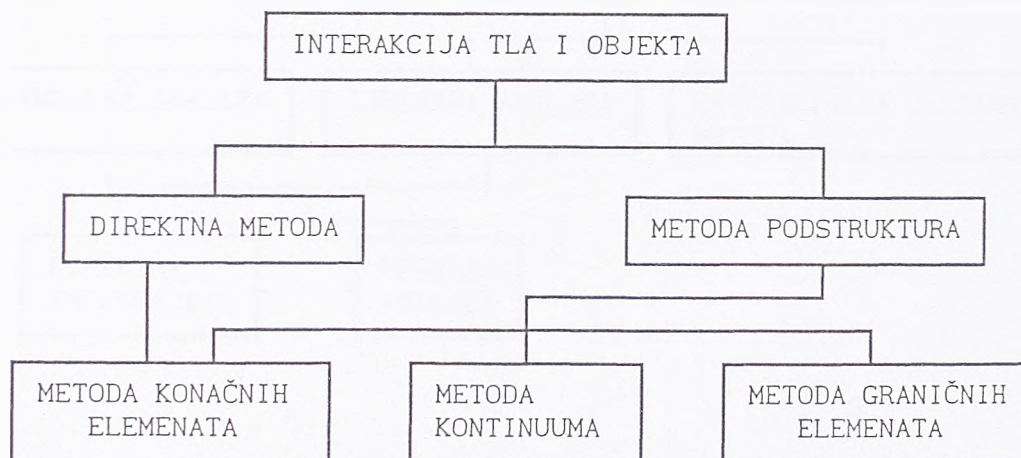 INTERAKCIJA TLA I OBJEKTA
DIREKTNA METODA
METODA PODSTRUKTURA
METODA KONAČNIH
ELEMENATA
METODA
KONTINUUMA
METODA GRANIČNIH
ELEMENATA